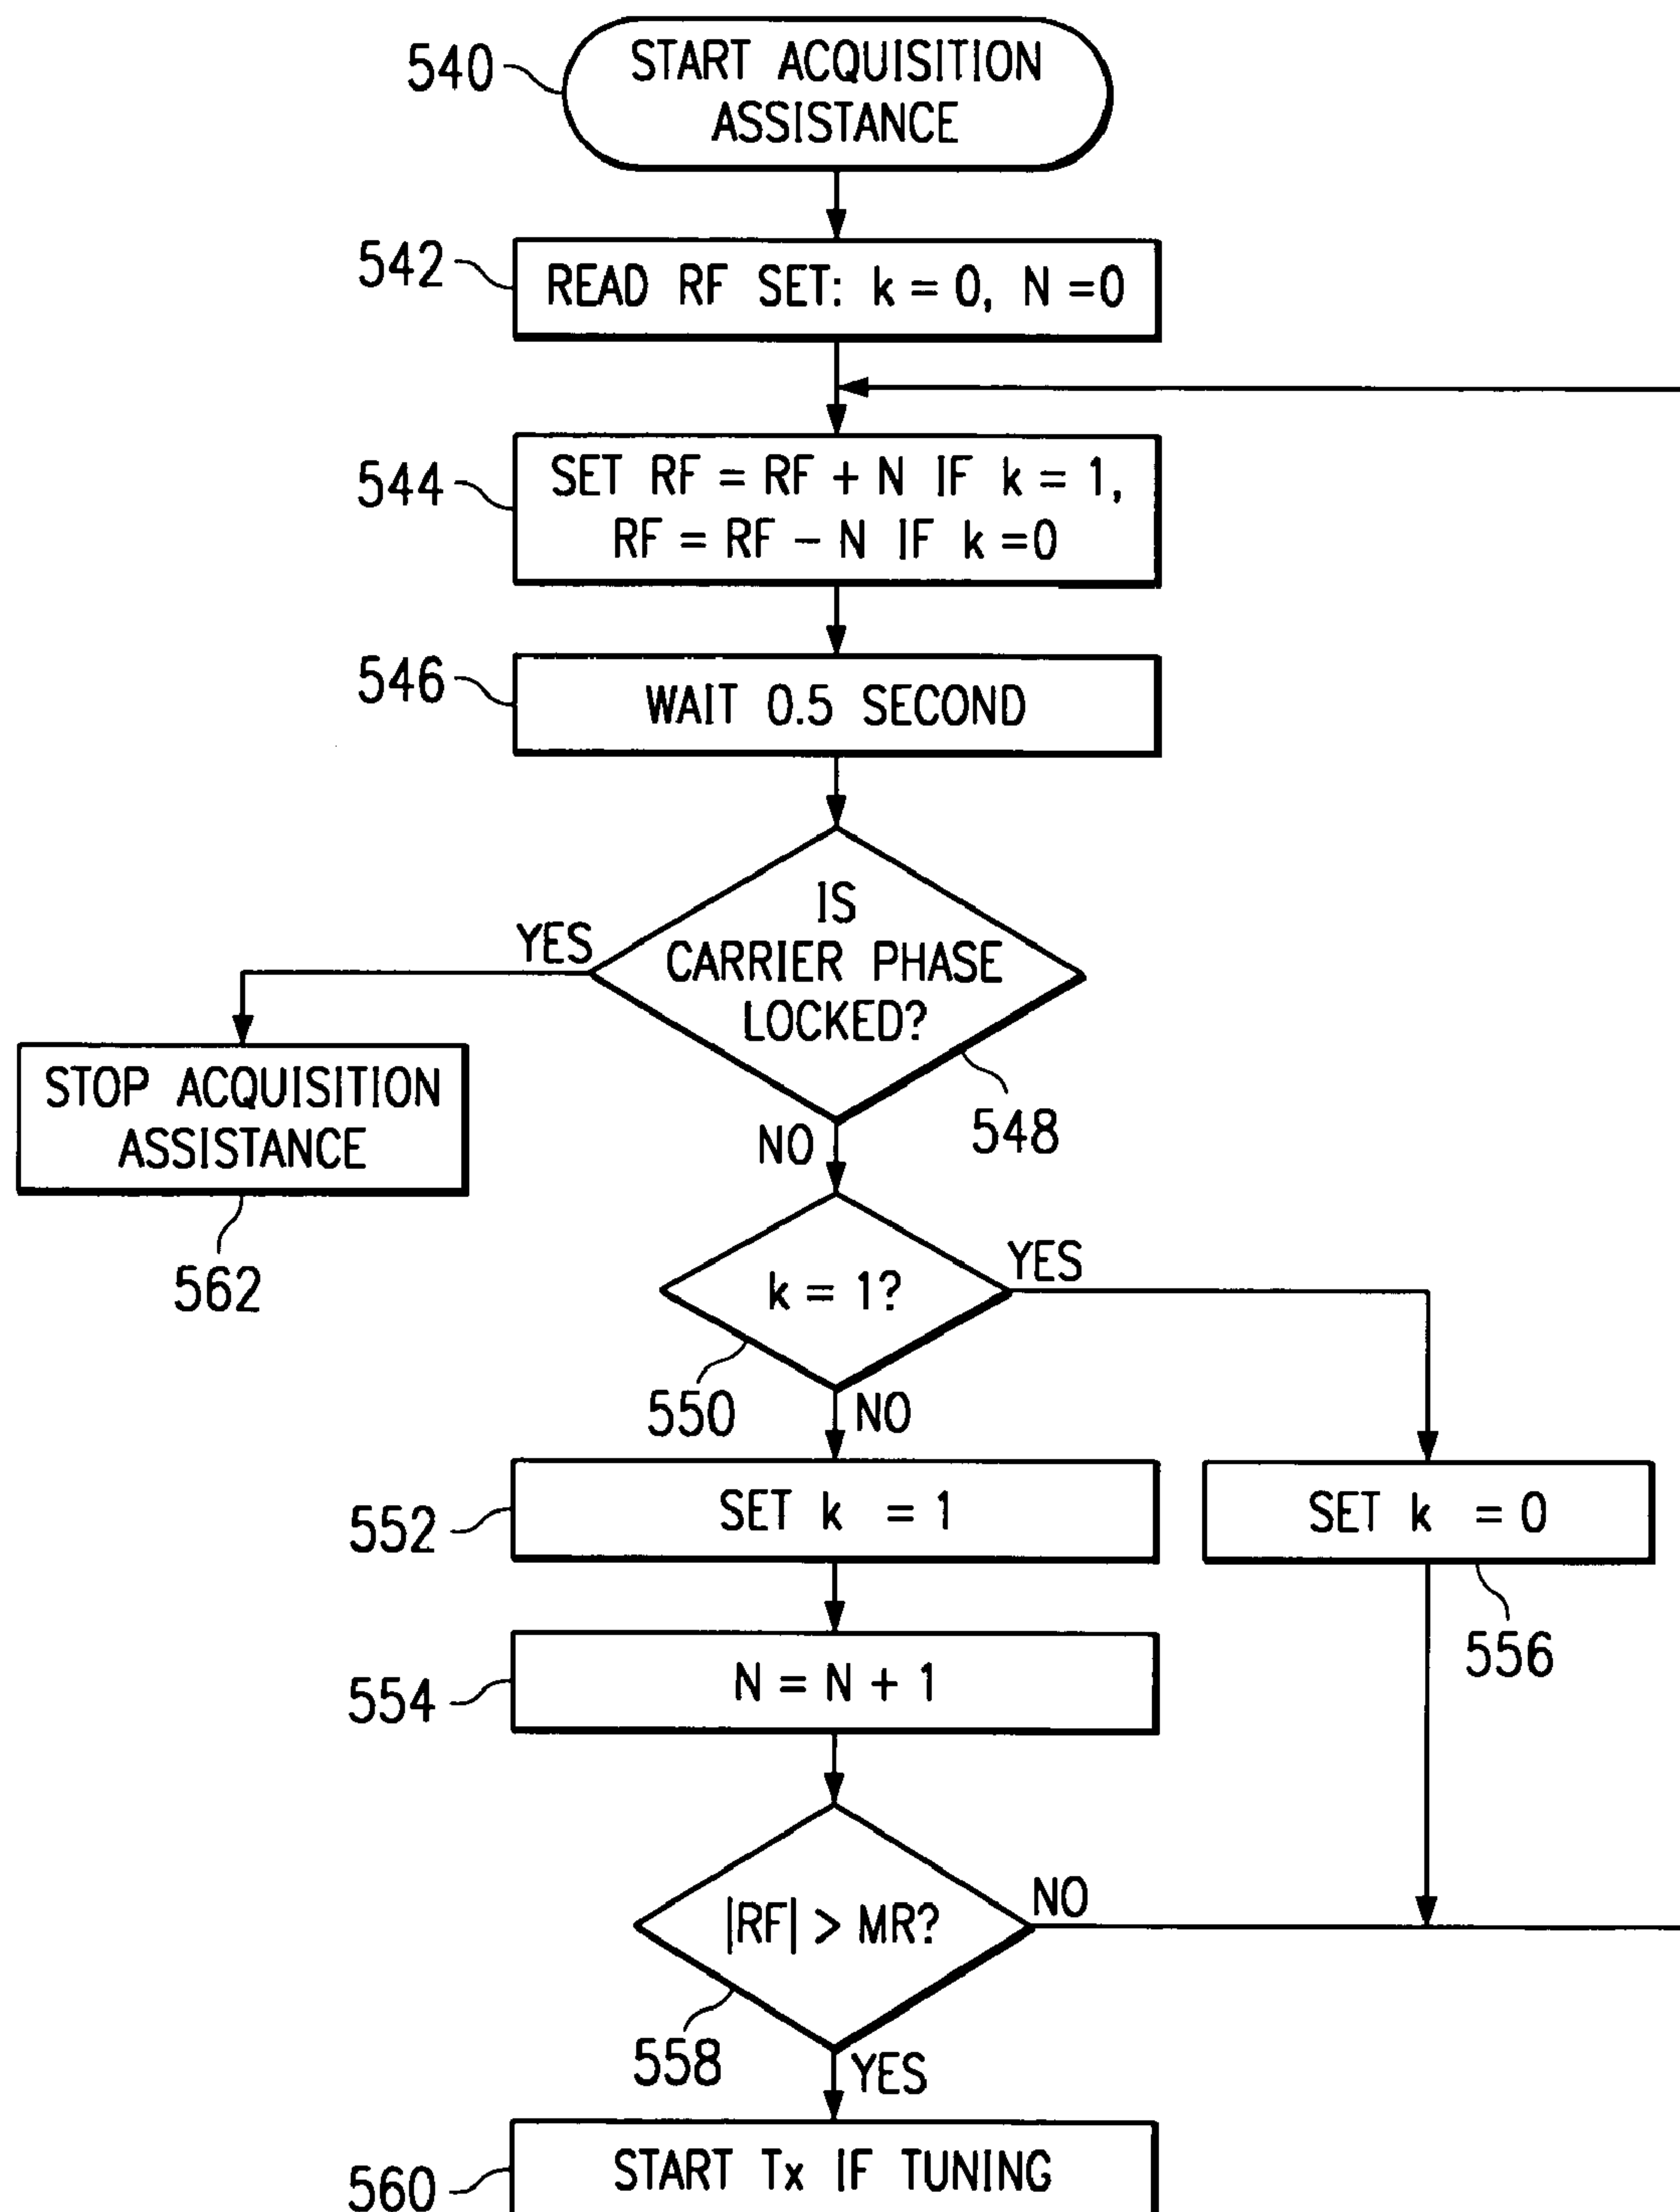 540
START ACQUISITION
ASSISTANCE
542
READ RF SET: k = 0, N =0
544
SET RF = RF + N IF k = 1,
RF = RF – N IF k =0
546
WAIT 0.5 SECOND
IS
CARRIER PHASE
LOCKED?
YES
548
NO
STOP ACQUISITION
ASSISTANCE
562
k = 1?
YES
550
NO
552
SET k = 1
SET k = 0
556
554
N = N + 1
|RF| > MR?
NO
558
YES
560
START Tx IF TUNING